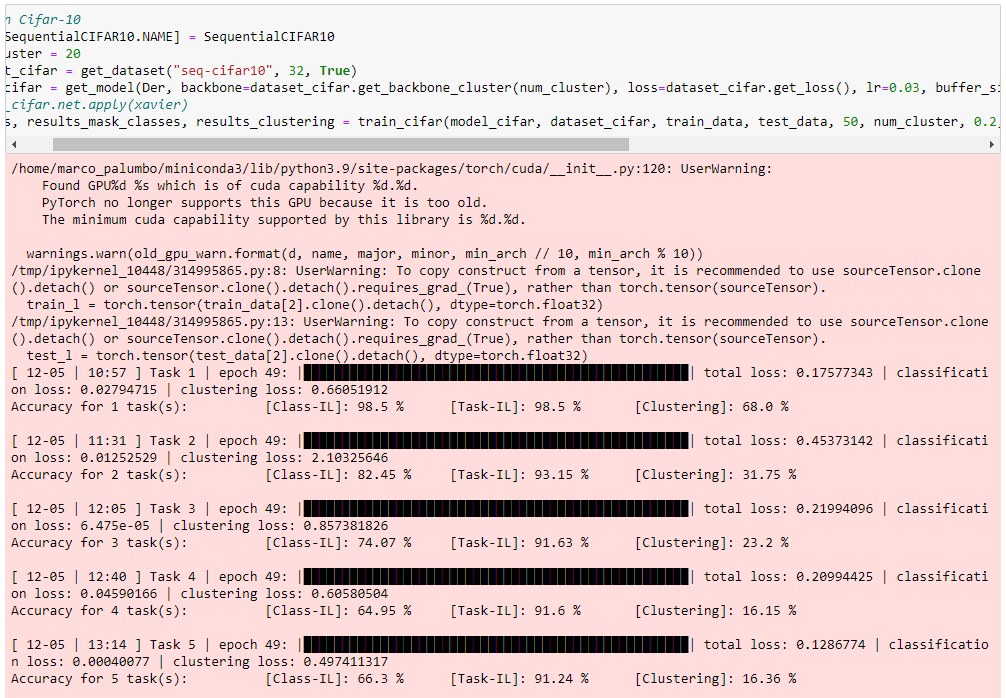 n Cifar-10
SequentialCIFAR10.NAME] = SequentialCIFAR10
uster = 20
t_cifar = get_dataset("seq-cifar10", 32, True)
cifar = get_model(Der, backbone=dataset_cifar.get_backbone_cluster(num_cluster), loss=dataset_cifar.get_loss(), lr=0.03, buffer_si
_cifar.net.apply(xavier)
s, results_mask_classes, results_clustering = train_cifar(model_cifar, dataset_cifar, train_data, test_data, 50, num_cluster, 0.2,
/home/marco_palumbo/miniconda3/lib/python3.9/site-packages/torch/cuda/__init__.py:120: UserWarning:
Found GPU%d %s which is of cuda capability %d.%d.
PyTorch no longer supports this GPU because it is too old.
The minimum cuda capability supported by this library is %d.%d.
warnings.warn(old_gpu_warn.format(d, name, major, minor, min_arch // 10, min_arch % 10))
/tmp/ipykernel_10448/314995865.py:8: UserWarning: To copy construct from a tensor, it is recommended to use sourceTensor.clone
().detach() or sourceTensor.clone().detach().requires_grad_(True), rather than torch.tensor(sourceTensor).
train_l = torch.tensor(train_data[2].clone().detach(), dtype=torch.float32)
/tmp/ipykernel_10448/314995865.py:13: UserWarning: To copy construct from a tensor, it is recommended to use sourceTensor.clone
().detach() or sourceTensor.clone().detach().requires_grad_(True), rather than torch.tensor(sourceTensor).
test_l = torch.tensor(test_data[2].clone().detach(), dtype=torch.float32)
[ 12-05 | 10:57 ] Task 1 | epoch 49: | | total loss: 0.17577343 | classificati
on loss: 0.02794715 | clustering loss: 0.66051912
Accuracy for 1 task(s): [Class-IL]: 98.5 % [Task-IL]: 98.5 % [Clustering]: 68.0 %
[ 12-05 | 11:31 ] Task 2 | epoch 49: | | total loss: 0.45373142 | classificati
on loss: 0.01252529 | clustering loss: 2.10325646
Accuracy for 2 task(s): [Class-IL]: 82.45 % [Task-IL]: 93.15 % [Clustering]: 31.75 %
[ 12-05 | 12:05 ] Task 3 | epoch 49: | | total loss: 0.21994096 | classificati
on loss: 6.475e-05 | clustering loss: 0.857381826
Accuracy for 3 task(s): [Class-IL]: 74.07 % [Task-IL]: 91.63 % [Clustering]: 23.2 %
[ 12-05 | 12:40 ] Task 4 | epoch 49: | | total loss: 0.20994425 | classificati
on loss: 0.04590166 | clustering loss: 0.60580504
Accuracy for 4 task(s): [Class-IL]: 64.95 % [Task-IL]: 91.6 % [Clustering]: 16.15 %
[ 12-05 | 13:14 ] Task 5 | epoch 49: | | total loss: 0.1286774 | classificatio
n loss: 0.00040077 | clustering loss: 0.497411317
Accuracy for 5 task(s): [Class-IL]: 66.3 % [Task-IL]: 91.24 % [Clustering]: 16.36 %